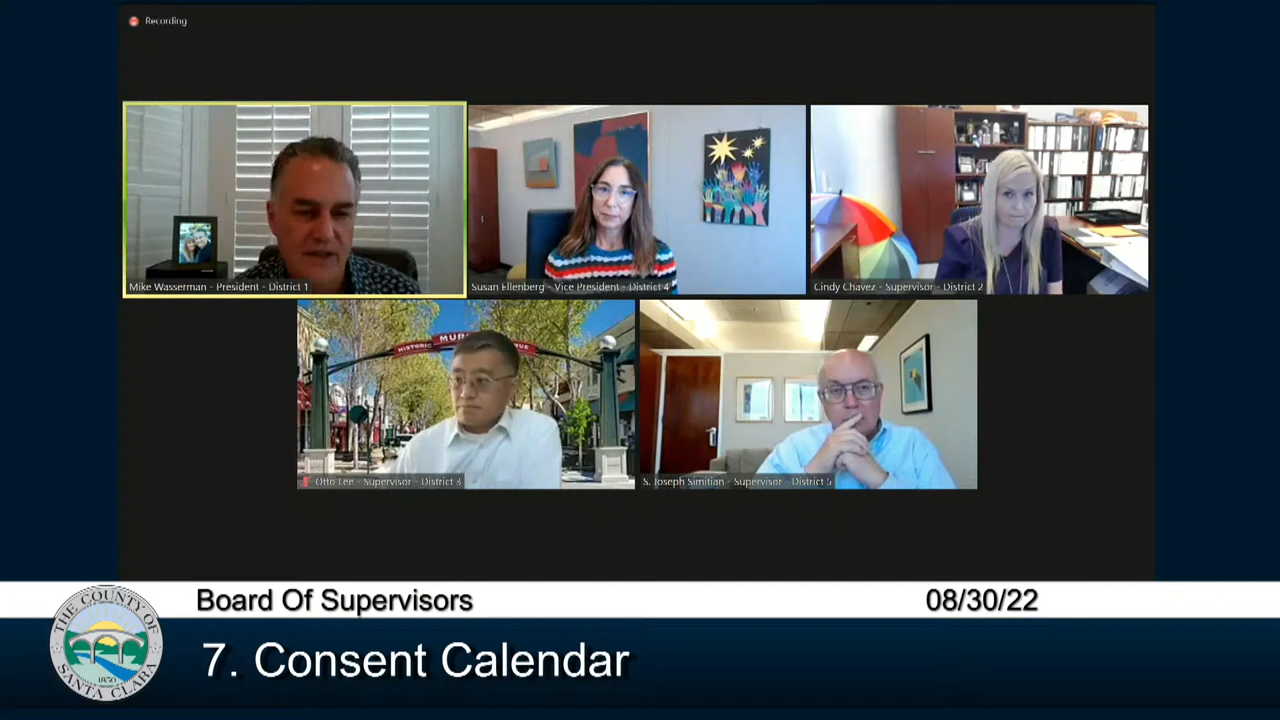 Recording
Mike Wasserman - President - District 1
Susan Ellenberg - Vice President - District 4
Cindy Chavez - Supervisor - District 2
HISTORIC
Otto Lee - Supervisor - District 3
S. Joseph Simitian - Supervisor - District 5
Board Of Supervisors
08/30/22
THE COUNTY OF
SANTA CLARA
1850
7. Consent Calendar